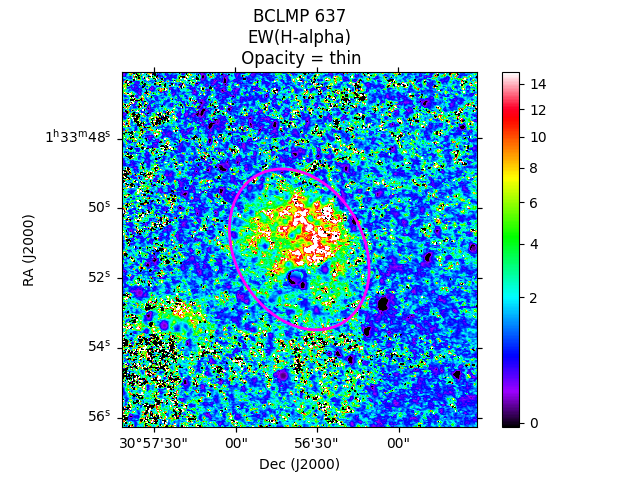 BCLMP 637
EW(H-alpha)
Opacity = thin
14
12
10
8
6
4
2
0
1ʰ33ᵐ48ˢ
50ˢ
52ˢ
54ˢ
56ˢ
RA (J2000)
30°57'30" 00" 56'30" 00"
Dec (J2000)